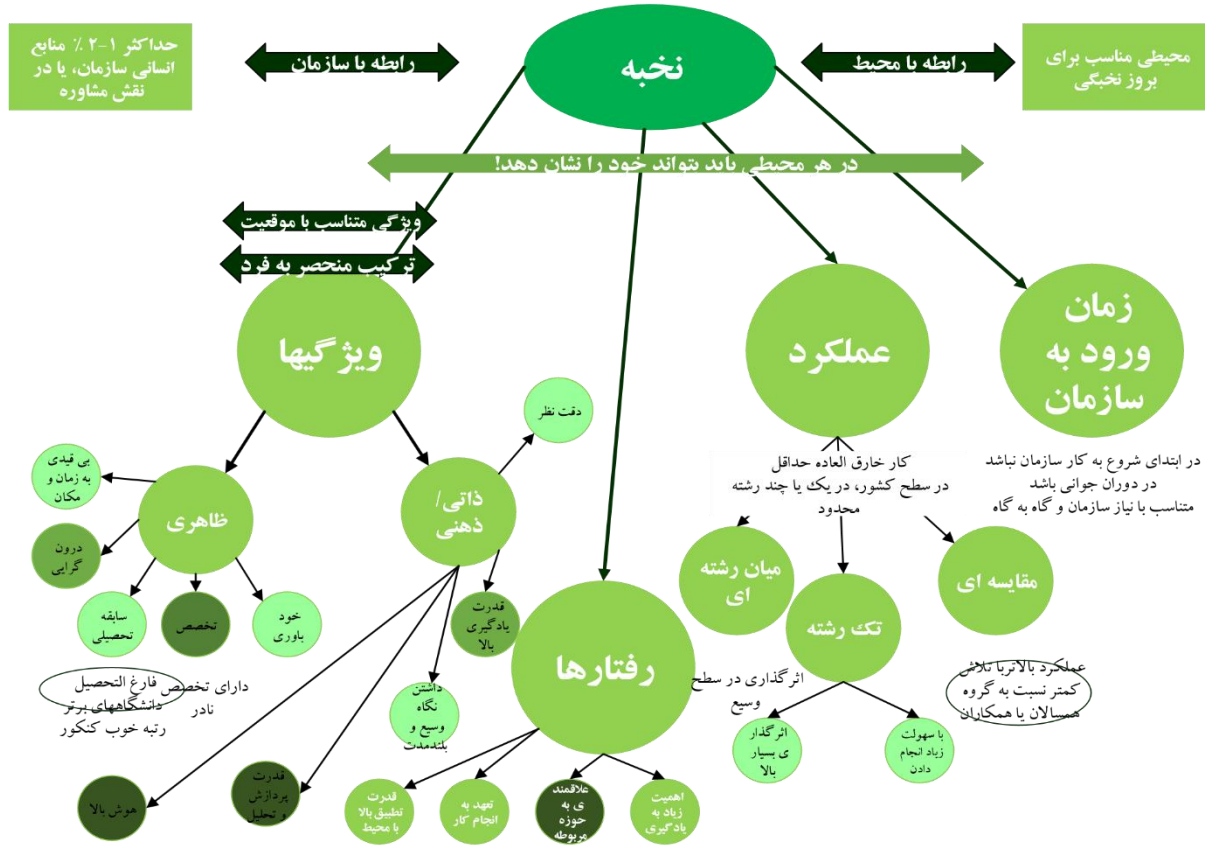 حداکثر ۱-۲ % منابع
انسانی سازمان، یا در
نقش مشاوره
رابطه با سازمان
نخبه
رابطه با محیط
محیطی مناسب برای
بروز نخبگی
در هر محیطی باید بتواند خود را نشان دهد!
ویژگی متناسب با موقعیت
ترکیب منحصر به فرد
ویژگیها
عملکرد
زمان
ورود به
سازمان
دقت نظر
در ابتدای شروع به کار سازمان نباشد
در دوران جوانی باشد
متناسب با نیاز سازمان و گاه به گاه
کار خارق العاده حداقل
در سطح کشور، در یک یا چند رشته
محدود
بی قیدی
به زمان و
مکان
ظاهری
ذاتی/
ذهنی
درون
گرایی
سابقه
تحصیلی
تخصص
خود
باوری
قدرت
یادگیری
بالا
میان رشته
ای
تک رشته
مقایسه ای
رفتارها
فارغ التحصیل
دانشگاههای برتر
رتبه خوب کنکور
دارای تخصص
نادر
داشتن
نگاه
وسیع و
بلندمدت
اثرگذاری در سطح
وسیع
عملکرد بالاتربا تلاش
کمتر نسبت به گروه
همسالان یا همکاران
اثرگذار
ی بسیار
بالا
با سهولت
زیاد انجام
دادن
هوش بالا
قدرت
پردازش
و تحلیل
قدرت
تطبیق بالا
با محیط
تعهد به
انجام کار
علاقمند
ی به
حوزه
مربوطه
اهمیت
زیاد به
یادگیری